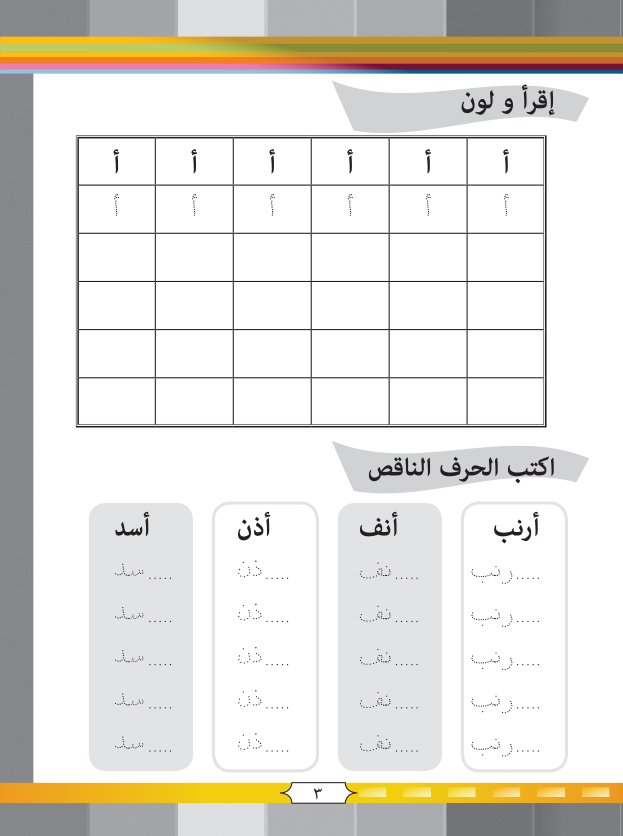 إقرأ و لون
أ أ أ أ أ أ
أ أ أ أ أ أ
اكتب الحرف الناقص
أرنب أنف أذن أسد
.....رنب .....نف .....ذن .....سد
.....رنب .....نف .....ذن .....سد
.....رنب .....نف .....ذن .....سد
.....رنب .....نف .....ذن .....سد
.....رنب .....نف .....ذن .....سد
٣